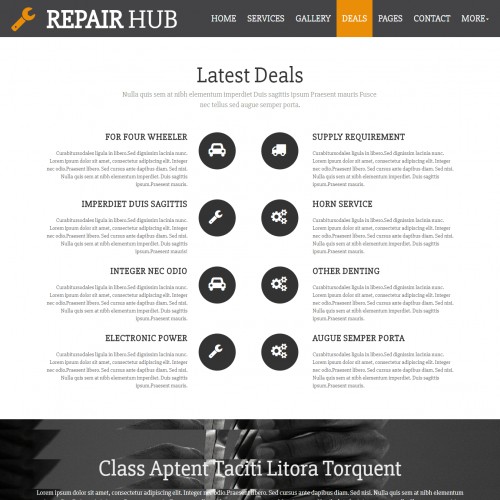 REPAIR HUB
HOME SERVICES GALLERY DEALS PAGES CONTACT MORE
Latest Deals
Nulla quis sem at nibh elementum imperdiet Duis sagittis ipsum Praesent mauris Fusce
nec tellus sed augue semper porta.
FOR FOUR WHEELER
Curabitursodales ligula in libero.Sed dignissim lacinia nunc.
Lorem ipsum dolor sit amet, consectetur adipiscing elit. Integer
nec odio.Praesent libero. Sed cursus ante dapibus diam. Sed nisi.
Nulla quis sem at nibh elementum imperdiet. Duis sagittis
ipsum.Praesent mauris.
SUPPLY REQUIREMENT
Curabitursodales ligula in libero.Sed dignissim lacinia nunc.
Lorem ipsum dolor sit amet, consectetur adipiscing elit. Integer
nec odio.Praesent libero. Sed cursus ante dapibus diam. Sed nisi.
Nulla quis sem at nibh elementum imperdiet. Duis sagittis
ipsum.Praesent mauris.
IMPERDIET DUIS SAGITTIS
Curabitursodales ligula in libero.Sed dignissim lacinia nunc.
Lorem ipsum dolor sit amet, consectetur adipiscing elit. Integer
nec odio.Praesent libero. Sed cursus ante dapibus diam. Sed nisi.
Nulla quis sem at nibh elementum imperdiet. Duis sagittis
ipsum.Praesent mauris.
HORN SERVICE
Curabitursodales ligula in libero.Sed dignissim lacinia nunc.
Lorem ipsum dolor sit amet, consectetur adipiscing elit. Integer
nec odio.Praesent libero. Sed cursus ante dapibus diam. Sed nisi.
Nulla quis sem at nibh elementum imperdiet. Duis sagittis
ipsum.Praesent mauris.
INTEGER NEC ODIO
Curabitursodales ligula in libero.Sed dignissim lacinia nunc.
Lorem ipsum dolor sit amet, consectetur adipiscing elit. Integer
nec odio.Praesent libero. Sed cursus ante dapibus diam. Sed nisi.
Nulla quis sem at nibh elementum imperdiet. Duis sagittis
ipsum.Praesent mauris.
OTHER DENTING
Curabitursodales ligula in libero.Sed dignissim lacinia nunc.
Lorem ipsum dolor sit amet, consectetur adipiscing elit. Integer
nec odio.Praesent libero. Sed cursus ante dapibus diam. Sed nisi.
Nulla quis sem at nibh elementum imperdiet. Duis sagittis
ipsum.Praesent mauris.
ELECTRONIC POWER
Curabitursodales ligula in libero.Sed dignissim lacinia nunc.
Lorem ipsum dolor sit amet, consectetur adipiscing elit. Integer
nec odio.Praesent libero. Sed cursus ante dapibus diam. Sed nisi.
Nulla quis sem at nibh elementum imperdiet. Duis sagittis
ipsum.Praesent mauris.
AUGUE SEMPER PORTA
Curabitursodales ligula in libero.Sed dignissim lacinia nunc.
Lorem ipsum dolor sit amet, consectetur adipiscing elit. Integer
nec odio.Praesent libero. Sed cursus ante dapibus diam. Sed nisi.
Nulla quis sem at nibh elementum imperdiet. Duis sagittis
ipsum.Praesent mauris.
Class Aptent Taciti Litora Torquent
Lorem ipsum dolor sit amet, consectetur adipiscing elit. Integer nec odio.Praesent libero. Sed cursus ante dapibus diam. Sed nisi.